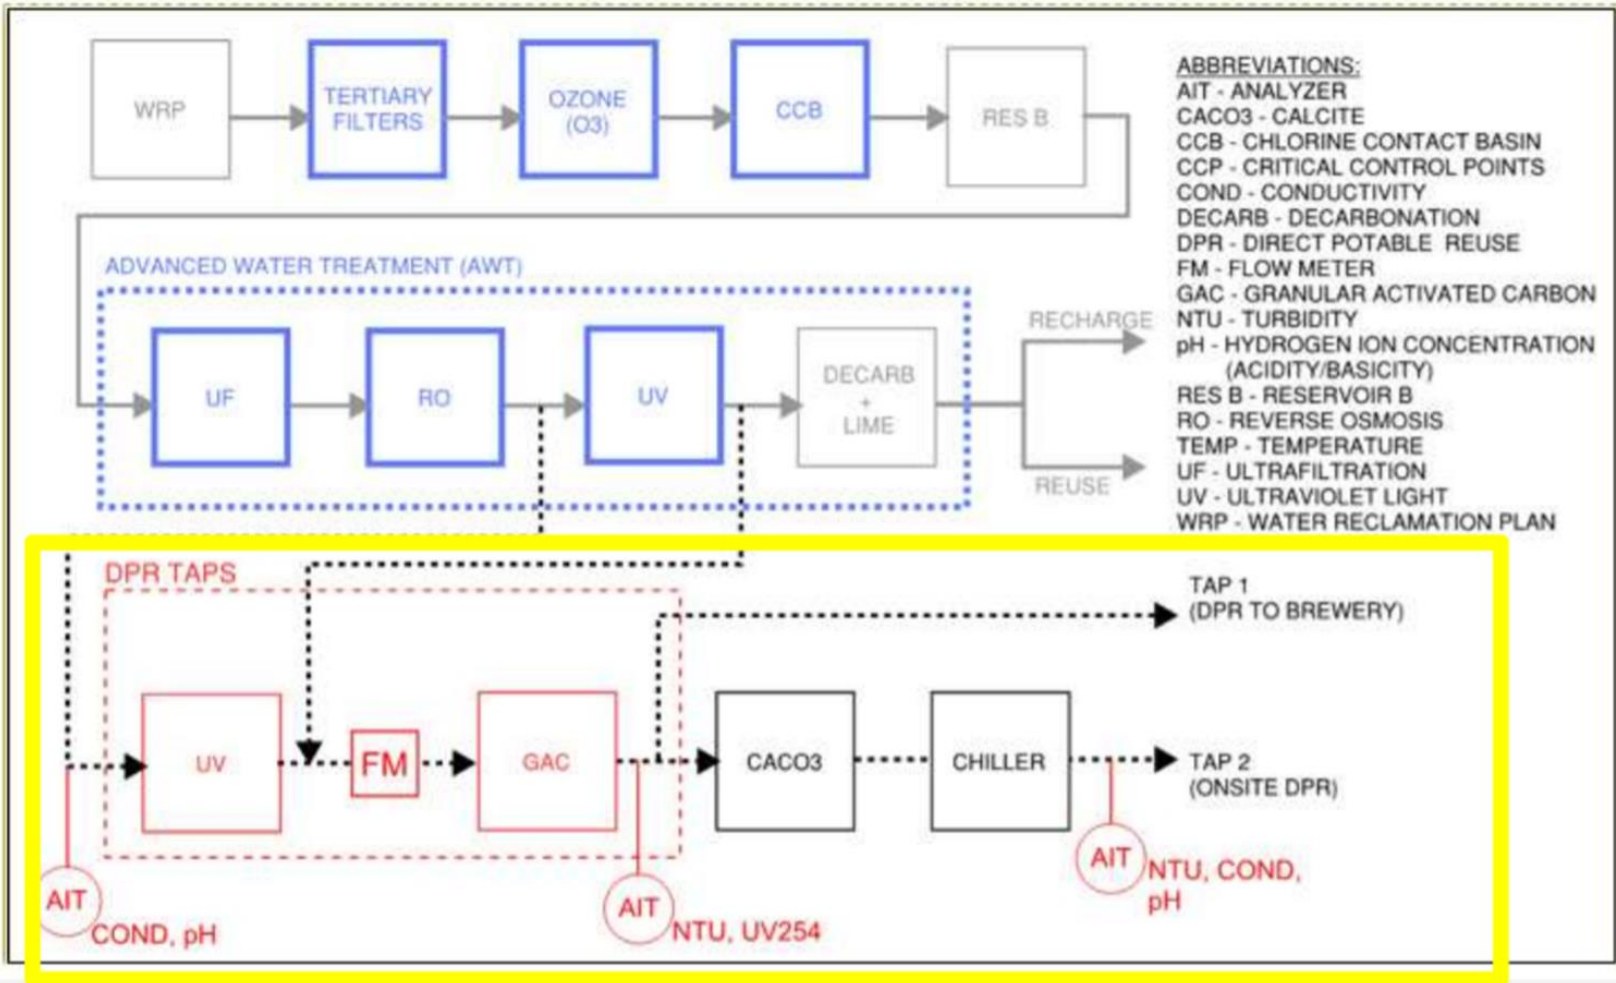 WRP
TERTIARY
FILTERS
OZONE
(O3)
CCB
RES B
ABBREVIATIONS:
AIT - ANALYZER
CACO3 - CALCITE
CCB - CHLORINE CONTACT BASIN
CCP - CRITICAL CONTROL POINTS
COND - CONDUCTIVITY
DECARB - DECARBONATION
DPR - DIRECT POTABLE REUSE
FM - FLOW METER
GAC - GRANULAR ACTIVATED CARBON
NTU - TURBIDITY
pH - HYDROGEN ION CONCENTRATION
(ACIDITY/BASICITY)
RES B - RESERVOIR B
RO - REVERSE OSMOSIS
TEMP - TEMPERATURE
UF - ULTRAFILTRATION
UV - ULTRAVIOLET LIGHT
WRP - WATER RECLAMATION PLAN
ADVANCED WATER TREATMENT (AWT)
UF
RO
UV
DECARB
+
LIME
RECHARGE
REUSE
DPR TAPS
UV
FM
GAC
CACO3
CHILLER
TAP 1
(DPR TO BREWERY)
TAP 2
(ONSITE DPR)
AIT
COND, pH
AIT
NTU, UV254
AIT
NTU, COND,
pH